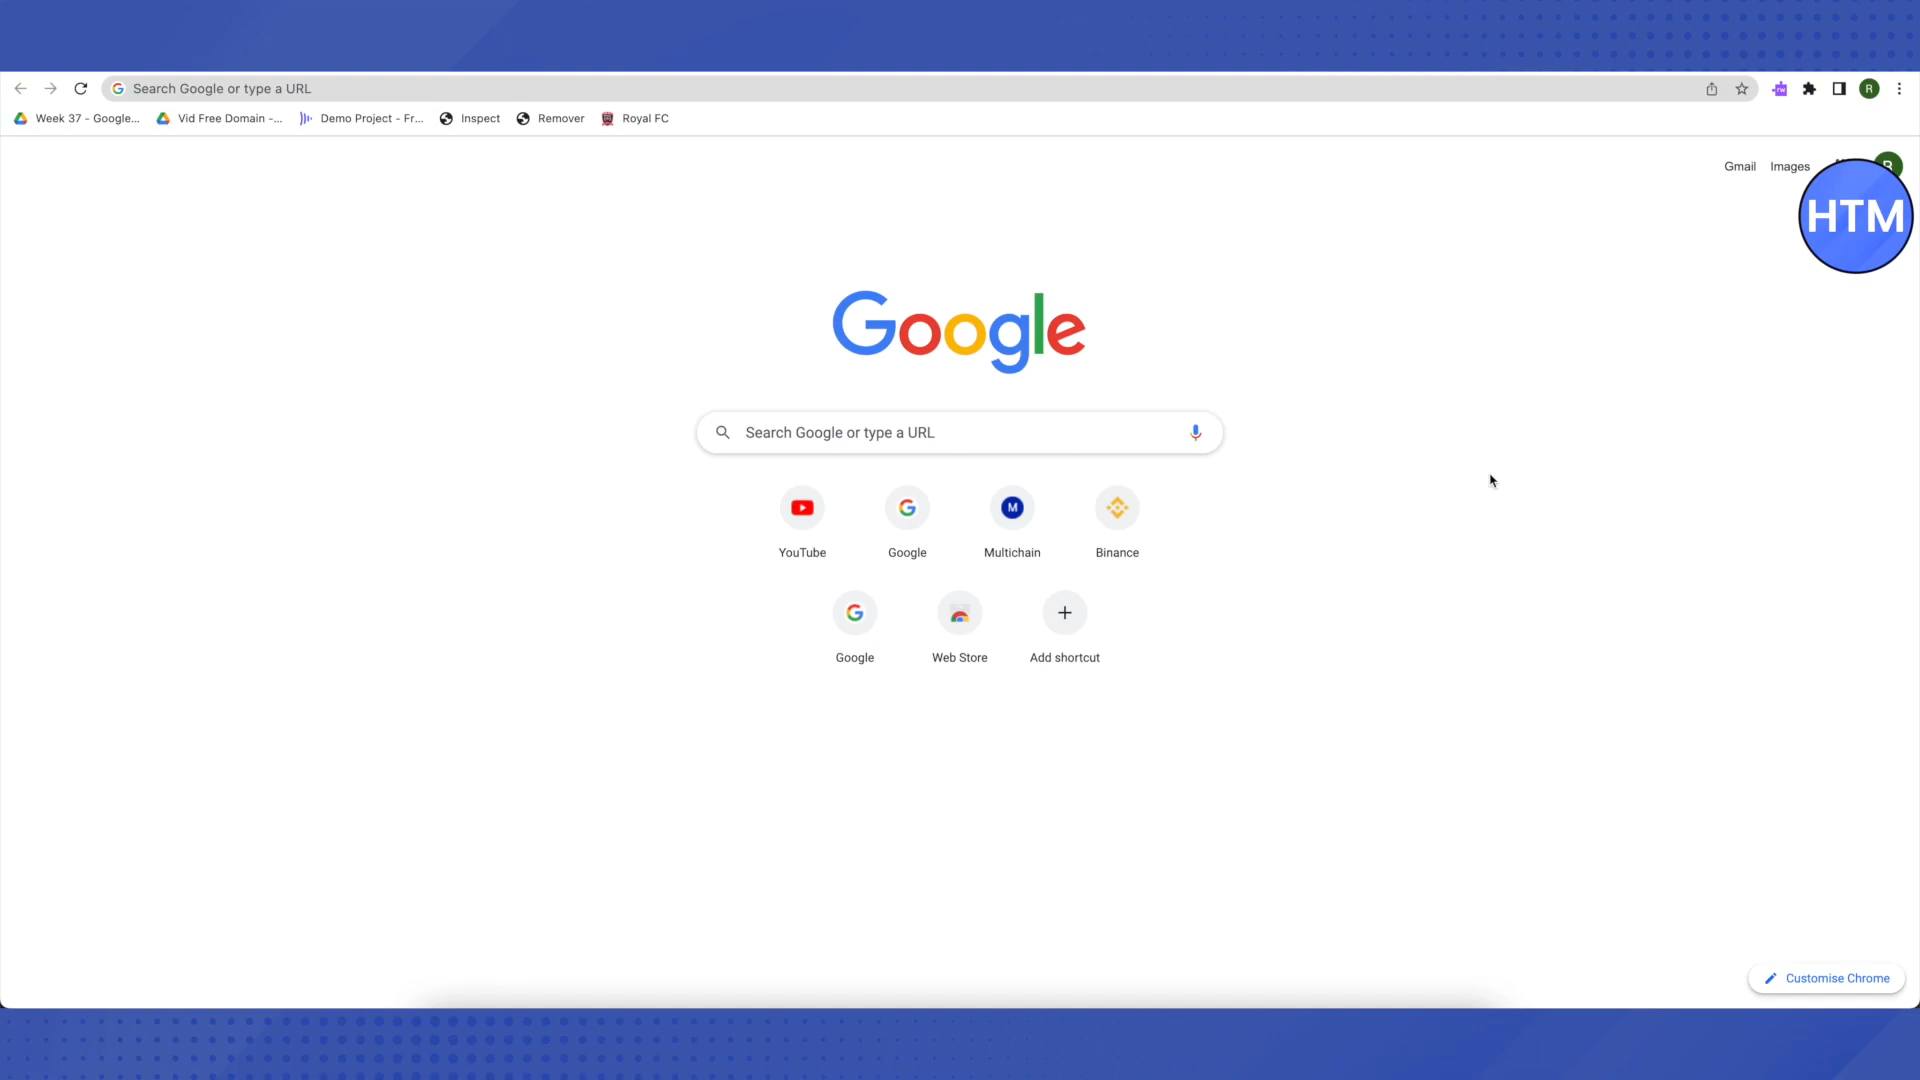 Search Google or type a URL
R
Week 37 - Google...
Vid Free Domain -...
Demo Project - Fr...
Inspect
Remover
Royal FC
Gmail
Images
HTM
Google
Search Google or type a URL
YouTube
Google
M
Multichain
Binance
Google
Web Store
Add shortcut
Customise Chrome